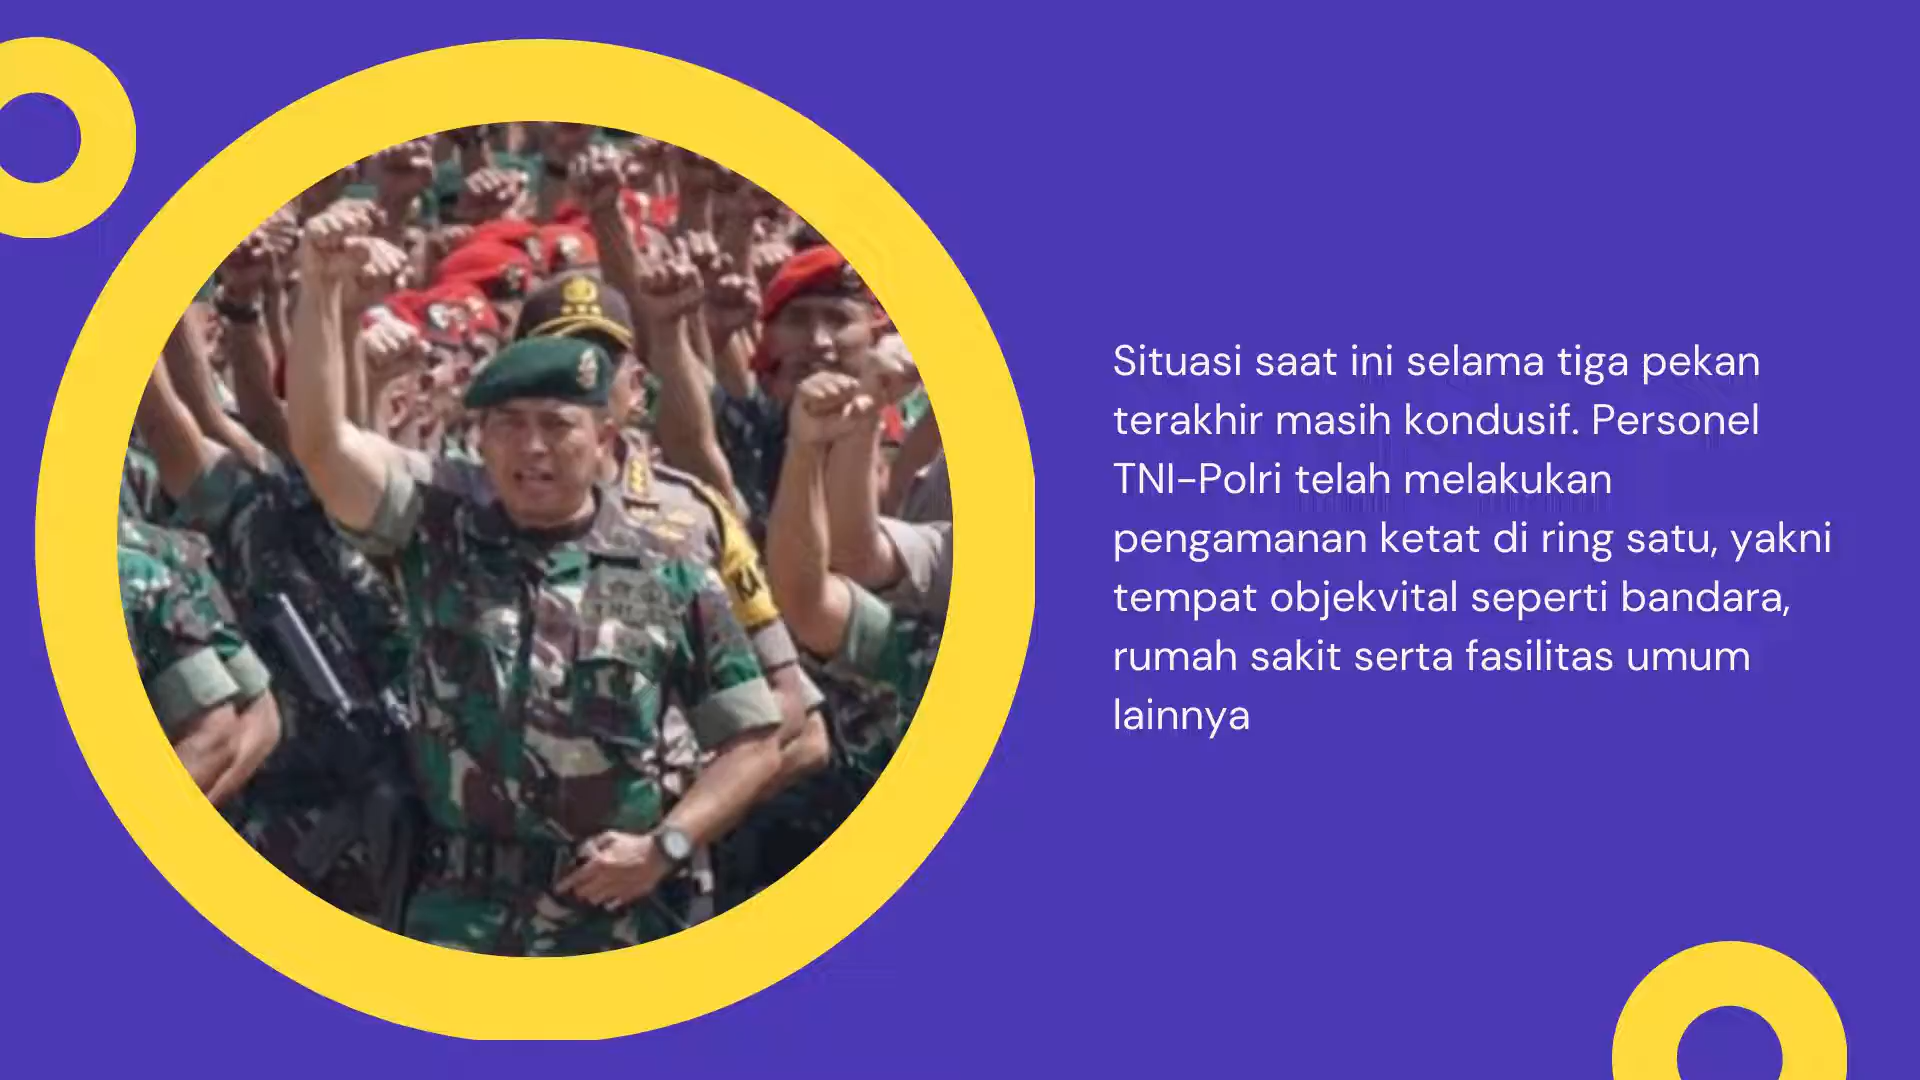 Situasi saat ini selama tiga pekan
terakhir masih kondusif. Personel
TNI-Polri telah melakukan
pengamanan ketat di ring satu, yakni
tempat objekvital seperti bandara,
rumah sakit serta fasilitas umum
lainnya